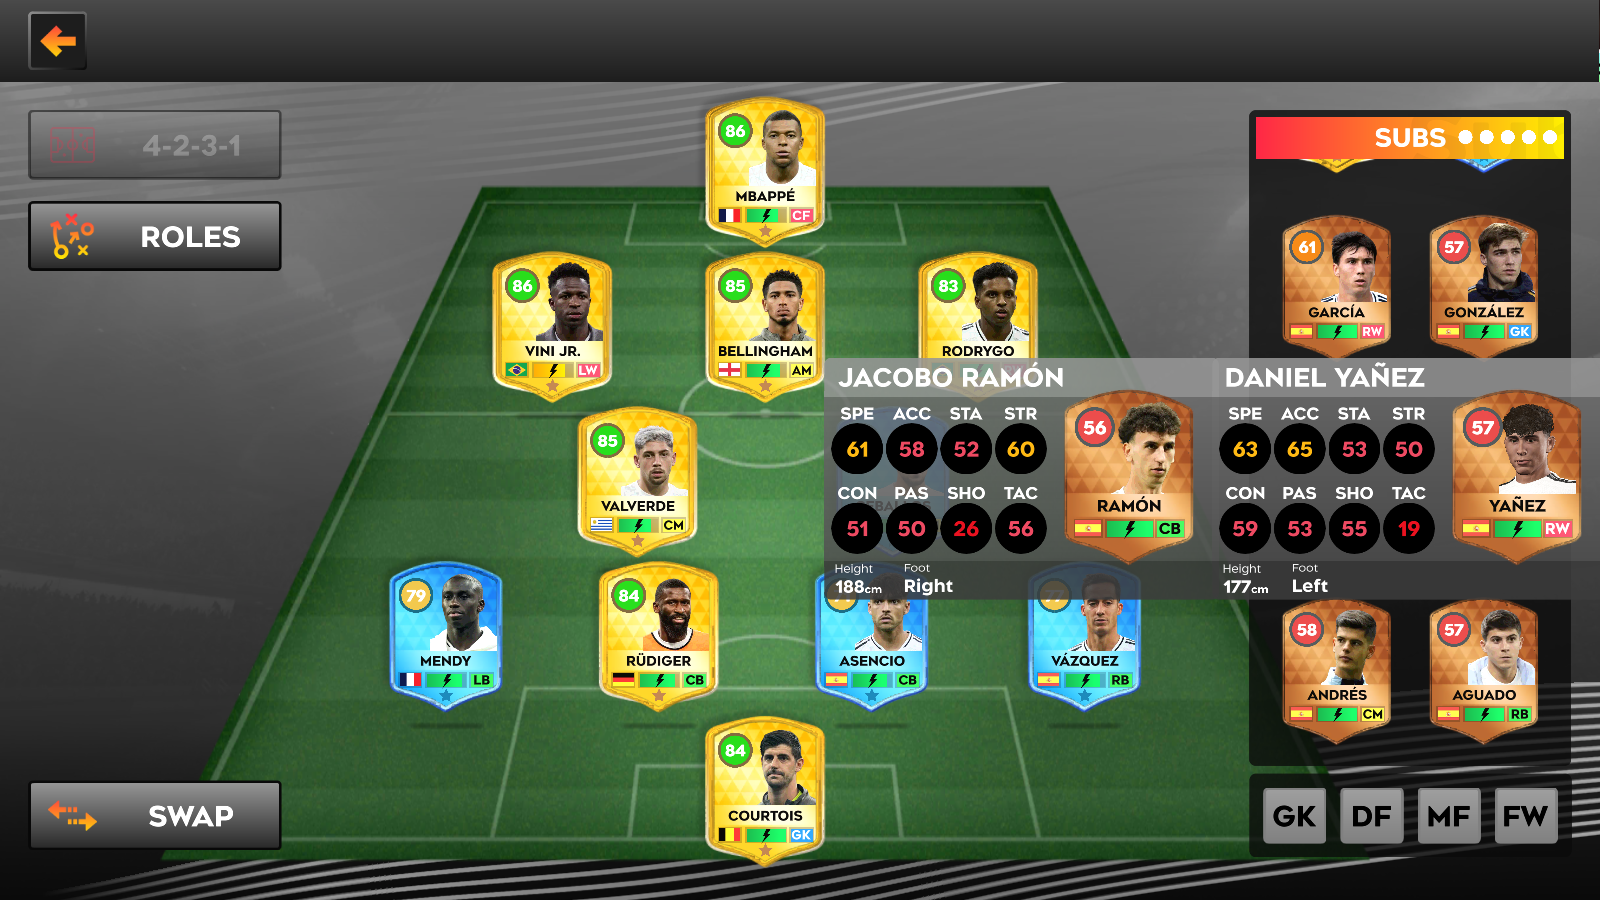 4-2-3-1
ROLES
SWAP
86
MBAPPÉ
CF
86
VINI JR.
LW
85
BELLINGHAM
AM
83
RODRYGO
85
VALVERDE
CM
79
MENDY
LB
84
RÜDIGER
CB
ASENCIO
CB
77
VÁZQUEZ
RB
84
COURTOIS
GK
SUBS
61
GARCÍA
RW
57
GONZÁLEZ
GK
JACOBO RAMÓN
SPE ACC STA STR
61 58 52 60
CON PAS SHO TAC
51 50 26 56
Height Foot
188cm Right
56
RAMÓN
CB
DANIEL YAÑEZ
SPE ACC STA STR
63 65 53 50
CON PAS SHO TAC
59 53 55 19
Height Foot
177cm Left
57
YAÑEZ
RW
58
ANDRÉS
CM
57
AGUADO
RB
GK DF MF FW